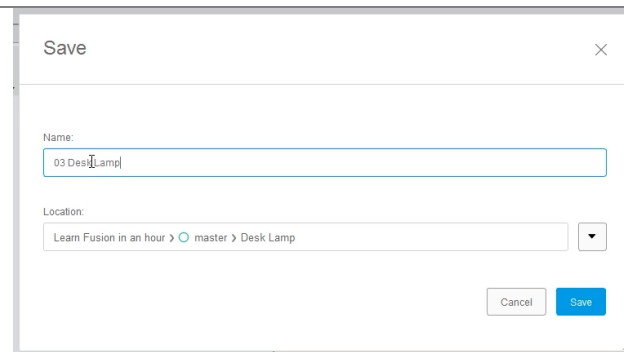 Save
Name:
03 Desk Lamp
Location:
Learn Fusion in an hour > master > Desk Lamp
Cancel
Save